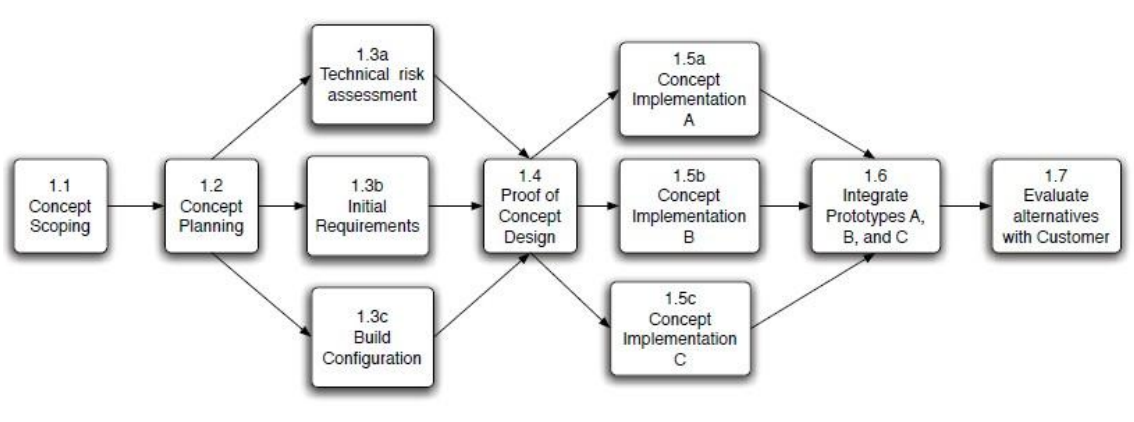 1.1
Concept
Scoping
1.2
Concept
Planning
1.3a
Technical risk
assessment
1.3b
Initial
Requirements
1.3c
Build
Configuration
1.4
Proof of
Concept
Design
1.5a
Concept
Implementation
A
1.5b
Concept
Implementation
B
1.5c
Concept
Implementation
C
1.6
Integrate
Prototypes A,
B, and C
1.7
Evaluate
alternatives
with Customer